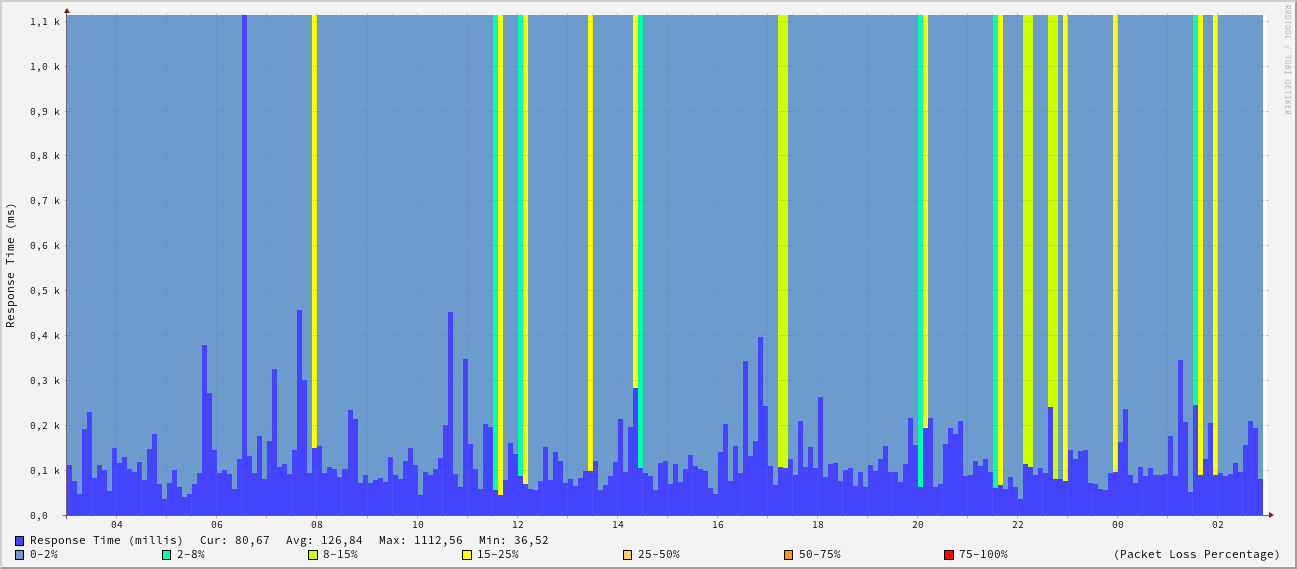 RRDTOOL / TOBI OETIKER
Response Time (ms)
1,1 k
1,0 k
0,9 k
0,8 k
0,7 k
0,6 k
0,5 k
0,4 k
0,3 k
0,2 k
0,1 k
0,0
04 06 08 10 12 14 16 18 20 22 00 02
Response Time (millis) Cur: 80,67 Avg: 126,84 Max: 1112,56 Min: 36,52
0-2% 2-8% 8-15% 15-25% 25-50% 50-75% 75-100% (Packet Loss Percentage)